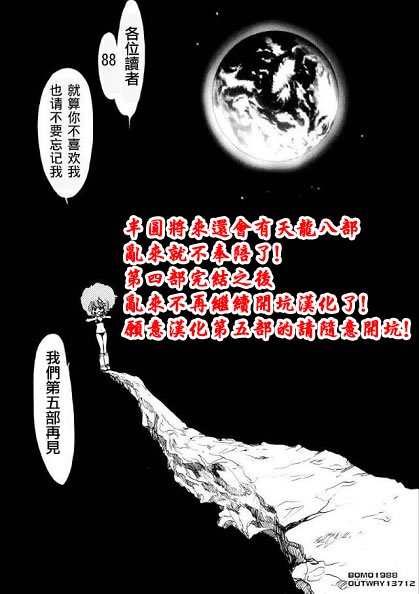 各位讀者
88
就算你不喜欢我
也请不要忘记我
半圓將來還會有天龍八部
亂來就不奉陪了!
第四部完結之後
亂來不再繼續開坑漢化了!
願意漢化第五部的請隨意開坑!
我們第五部再見
BOMO1988
OUTWAY13712